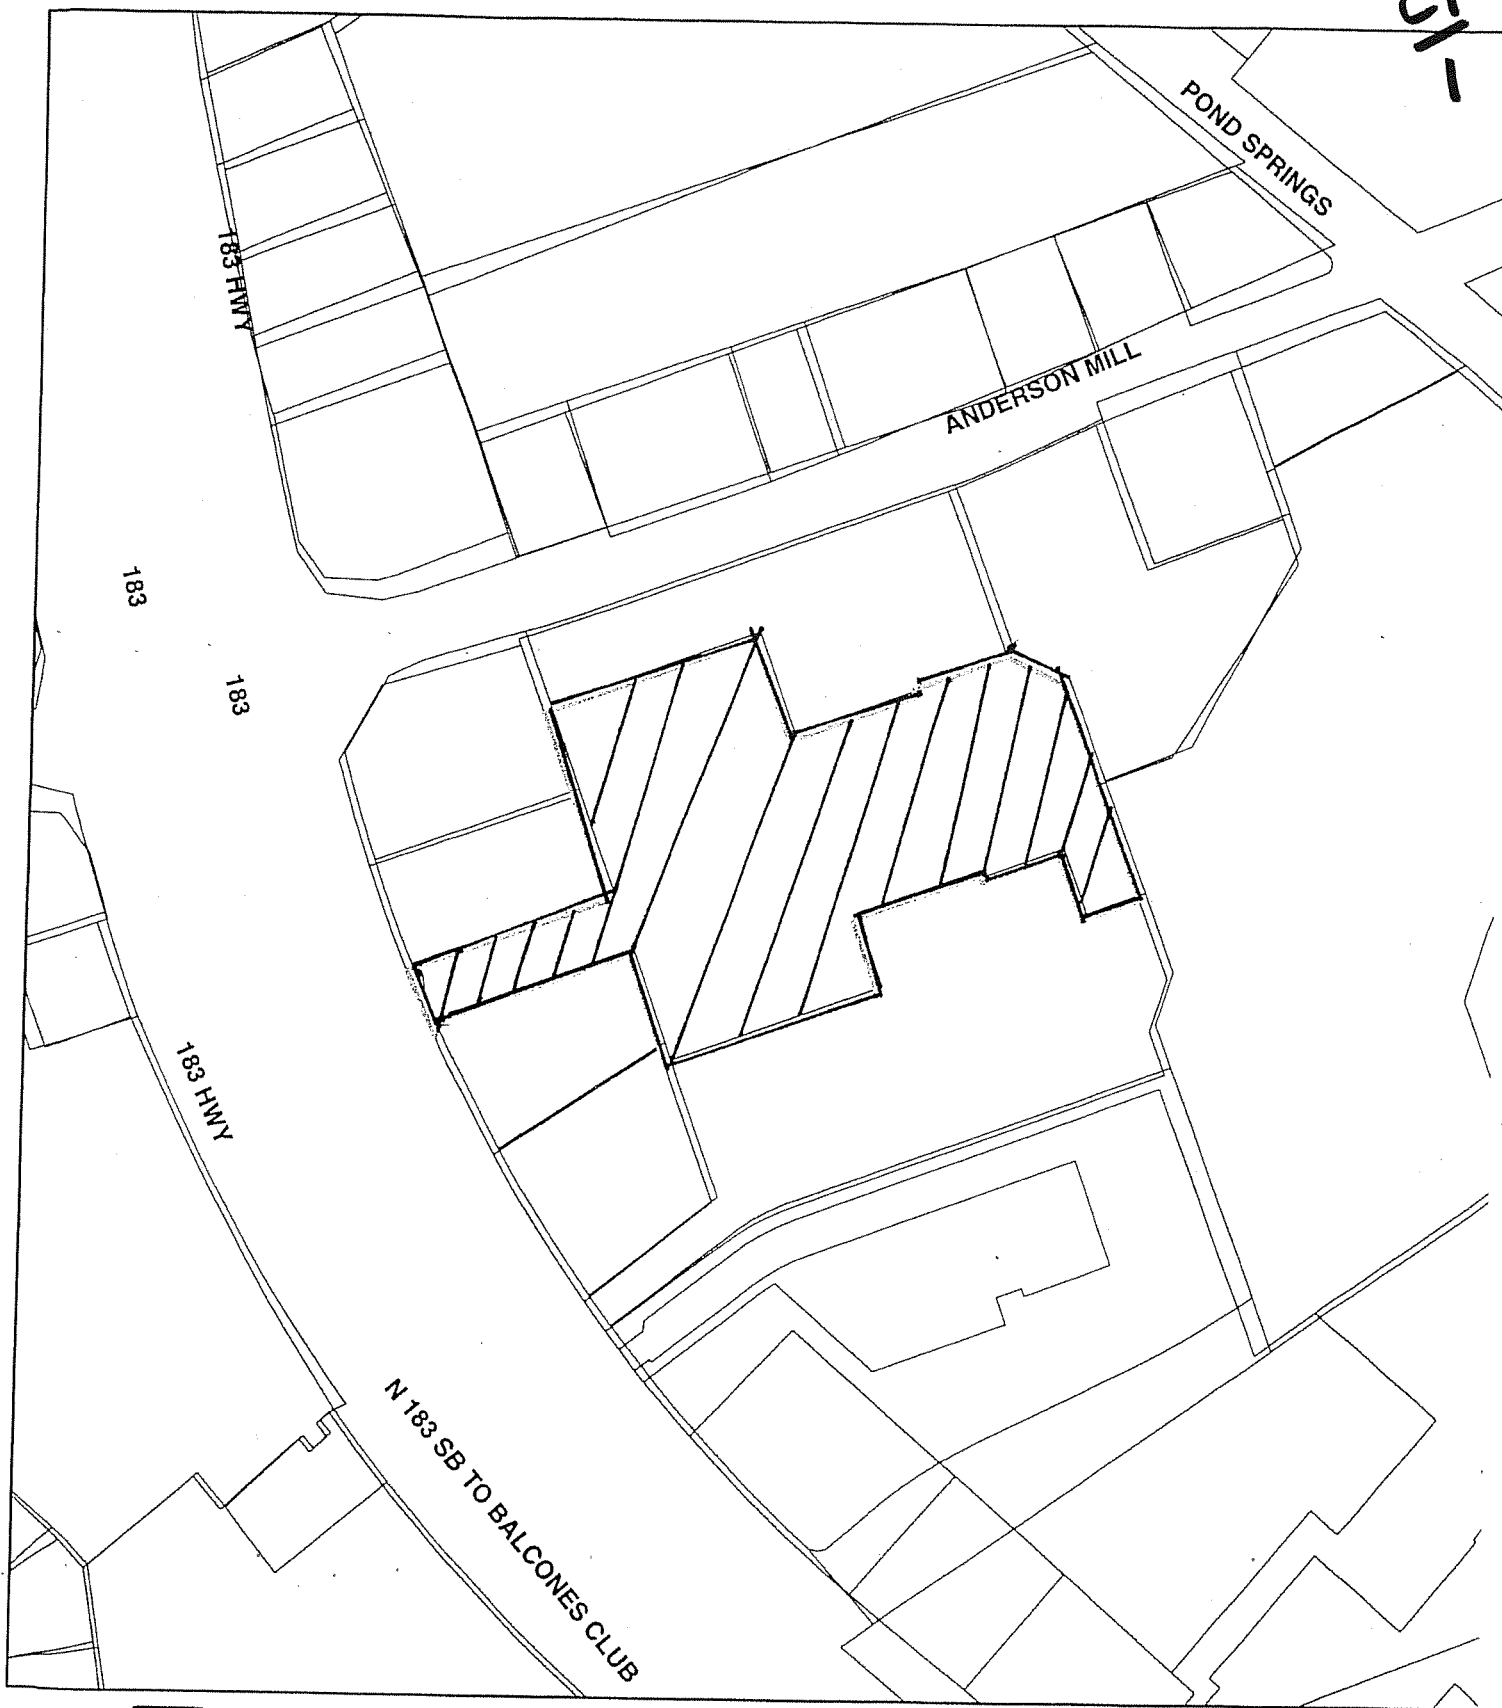 POND SPRINGS
183 HWY
ANDERSON MILL
183
183
183 HWY
N 183 SB TO BALCONES CLUB